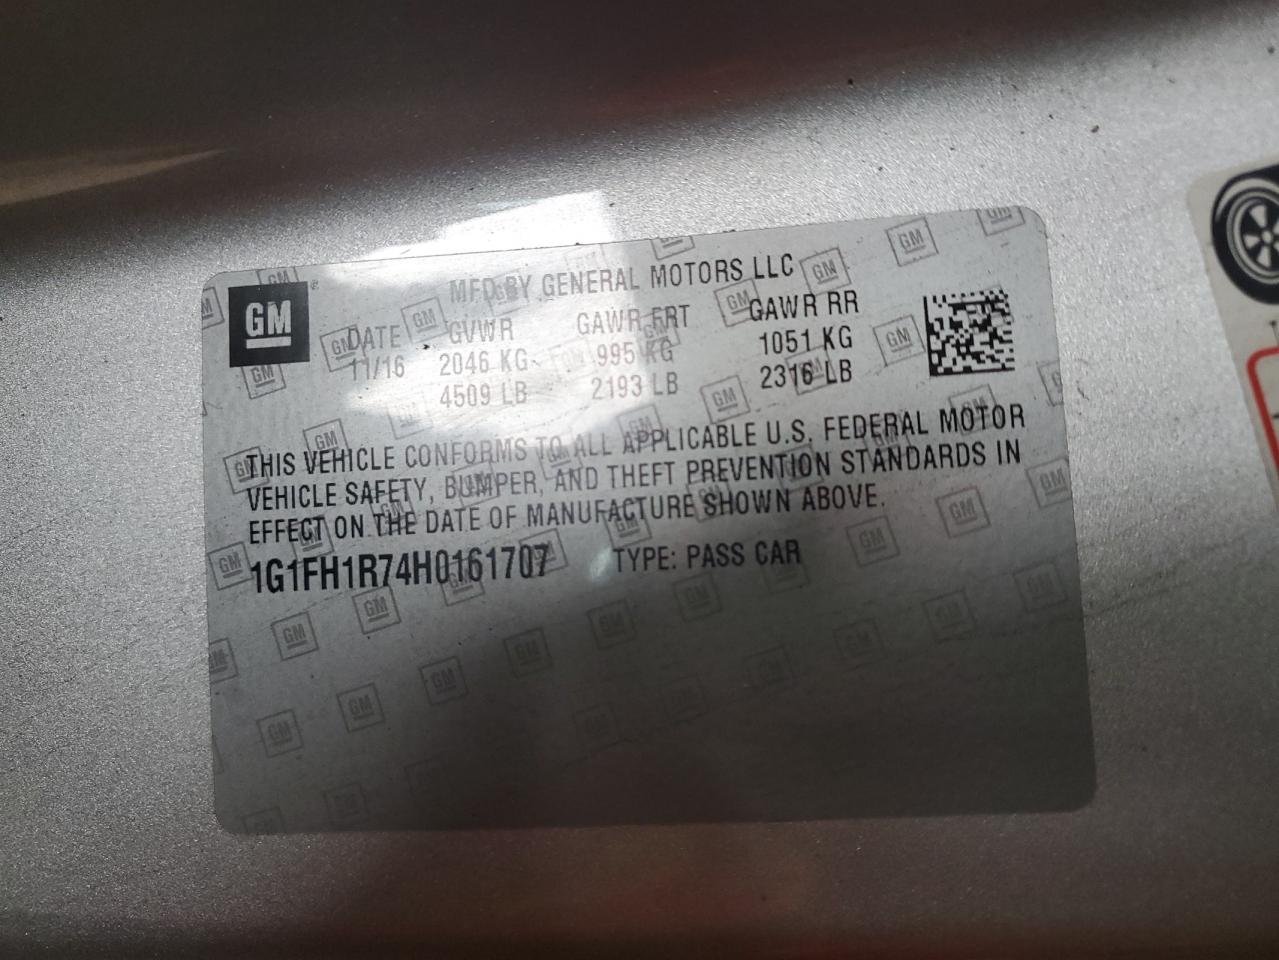 GM
MFD BY GENERAL MOTORS LLC
DATE GVWR GAWR FRT GAWR RR
11/16 2046 KG 995 KG 1051 KG
4509 LB 2193 LB 2316 LB
THIS VEHICLE CONFORMS TO ALL APPLICABLE U.S. FEDERAL MOTOR
VEHICLE SAFETY, BUMPER, AND THEFT PREVENTION STANDARDS IN
EFFECT ON THE DATE OF MANUFACTURE SHOWN ABOVE.
1G1FH1R74H0161707 TYPE: PASS CAR